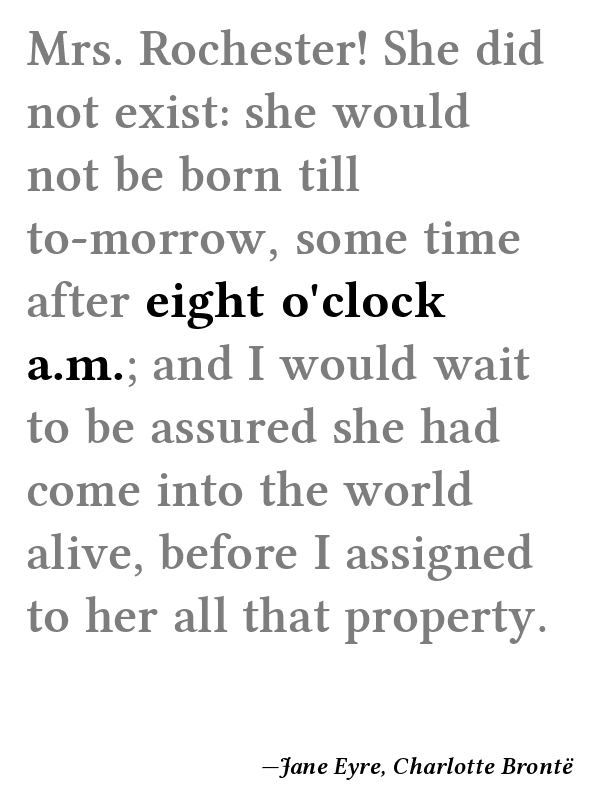 Mrs. Rochester! She did
not exist: she would
not be born till
to-morrow, some time
after eight o'clock
a.m.; and I would wait
to be assured she had
come into the world
alive, before I assigned
to her all that property.
—Jane Eyre, Charlotte Brontë